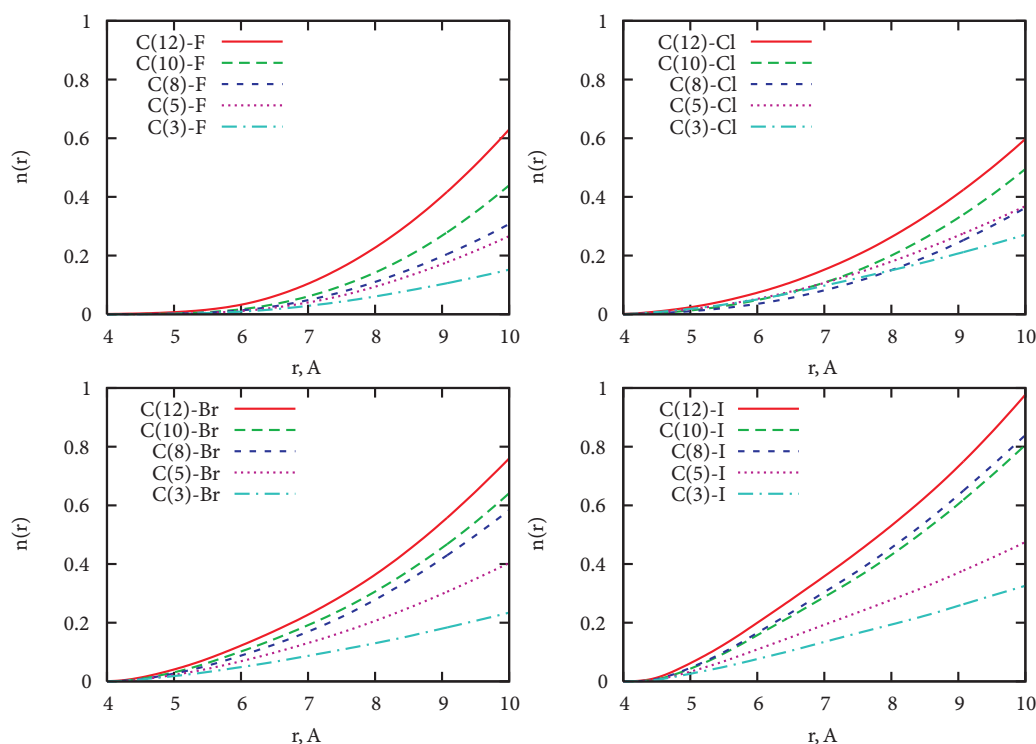 1
0.8
0.6
0.4
0.2
0
n(r)
C(12)-F
C(10)-F
C(8)-F
C(5)-F
C(3)-F
4 5 6 7 8 9 10
r, A
1
0.8
0.6
0.4
0.2
0
n(r)
C(12)-Cl
C(10)-Cl
C(8)-Cl
C(5)-Cl
C(3)-Cl
4 5 6 7 8 9 10
r, A
1
0.8
0.6
0.4
0.2
0
n(r)
C(12)-Br
C(10)-Br
C(8)-Br
C(5)-Br
C(3)-Br
4 5 6 7 8 9 10
r, A
1
0.8
0.6
0.4
0.2
0
n(r)
C(12)-I
C(10)-I
C(8)-I
C(5)-I
C(3)-I
4 5 6 7 8 9 10
r, A